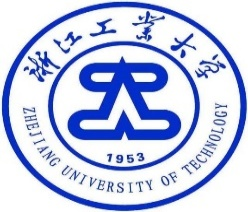 浙江工业大学
1953
ZHEJIANG UNIVERSITY OF TECHNOLOGY